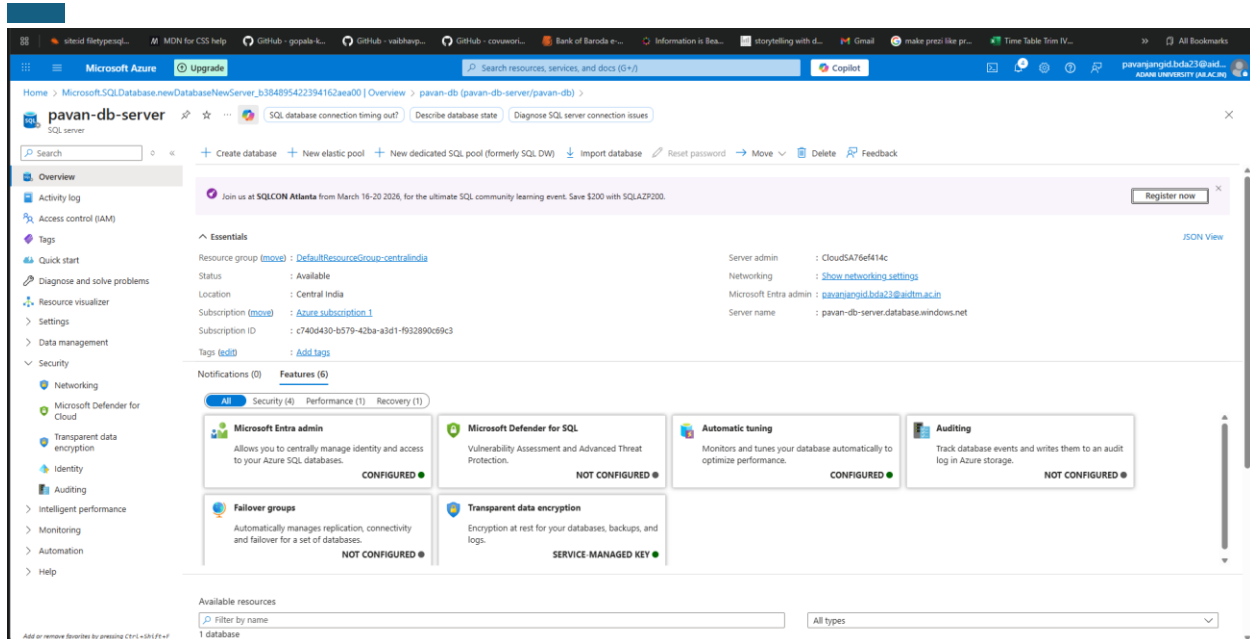 site:id filetype:sql... MDN for CSS help GitHub - gopala-k... GitHub - vaibhavp... GitHub - covuwori... Bank of Baroda e-... Information is Bea... storytelling with d... Gmail make prezi like pr... Time Table Trim IV... All Bookmarks
Microsoft Azure Upgrade Search resources, services, and docs (G+/) Copilot pavanjangid.bda23@aid...
ADANI UNIVERSITY (AII.AC.IN)
Home > Microsoft.SQLDatabase.newDatabaseNewServer_b384895422394162aea00 | Overview > pavan-db (pavan-db-server/pavan-db) >
pavan-db-server SQL database connection timing out? Describe database state Diagnose SQL server connection issues
SQL server
Search + Create database + New elastic pool + New dedicated SQL pool (formerly SQL DW) Import database Reset password Move Delete Feedback
Overview
Activity log
Access control (IAM)
Tags
Quick start
Diagnose and solve problems
Resource visualizer
Settings
Data management
Security
Networking
Microsoft Defender for
Cloud
Transparent data
encryption
Identity
Auditing
Intelligent performance
Monitoring
Automation
Help
Add or remove favorites by pressing Ctrl+Shift+F
Join us at SQLCON Atlanta from March 16-20 2026, for the ultimate SQL community learning event. Save $200 with SQLAZP200. Register now
Essentials JSON View
Resource group (move) : DefaultResourceGroup-centralindia
Status : Available
Location : Central India
Subscription (move) : Azure subscription 1
Subscription ID : c740d430-b579-42ba-a3d1-f932890c69c3
Tags (edit) : Add tags
Server admin : CloudSA76ef414c
Networking : Show networking settings
Microsoft Entra admin : pavanjangid.bda23@aidtm.ac.in
Server name : pavan-db-server.database.windows.net
Notifications (0) Features (6)
All Security (4) Performance (1) Recovery (1)
Microsoft Entra admin
Allows you to centrally manage identity and access
to your Azure SQL databases.
CONFIGURED
Microsoft Defender for SQL
Vulnerability Assessment and Advanced Threat
Protection.
NOT CONFIGURED
Automatic tuning
Monitors and tunes your database automatically to
optimize performance.
CONFIGURED
Auditing
Track database events and writes them to an audit
log in Azure storage.
NOT CONFIGURED
Failover groups
Automatically manages replication, connectivity
and failover for a set of databases.
NOT CONFIGURED
Transparent data encryption
Encryption at rest for your databases, backups, and
logs.
SERVICE-MANAGED KEY
Available resources
Filter by name All types
1 database